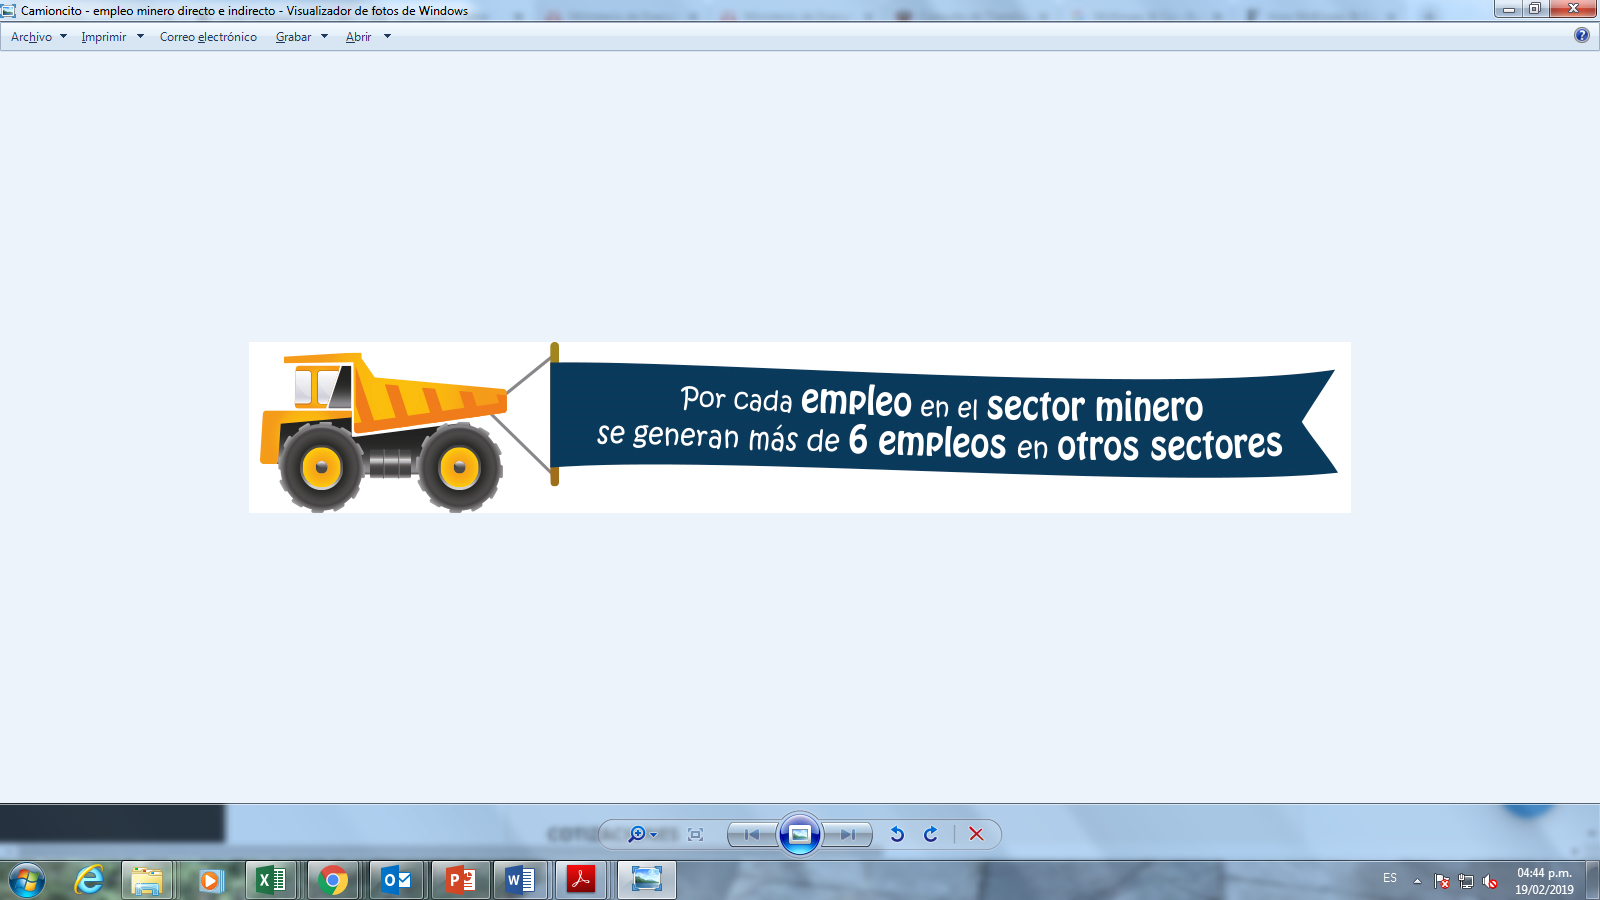 Camioncito - empleo minero directo e indirecto - Visualizador de fotos de Windows
Archivo Imprimir Correo electrónico Grabar Abrir
Por cada empleo en el sector minero
se generan más de 6 empleos en otros sectores
COTIZACIONES
ES
04:44 p.m.
19/02/2019